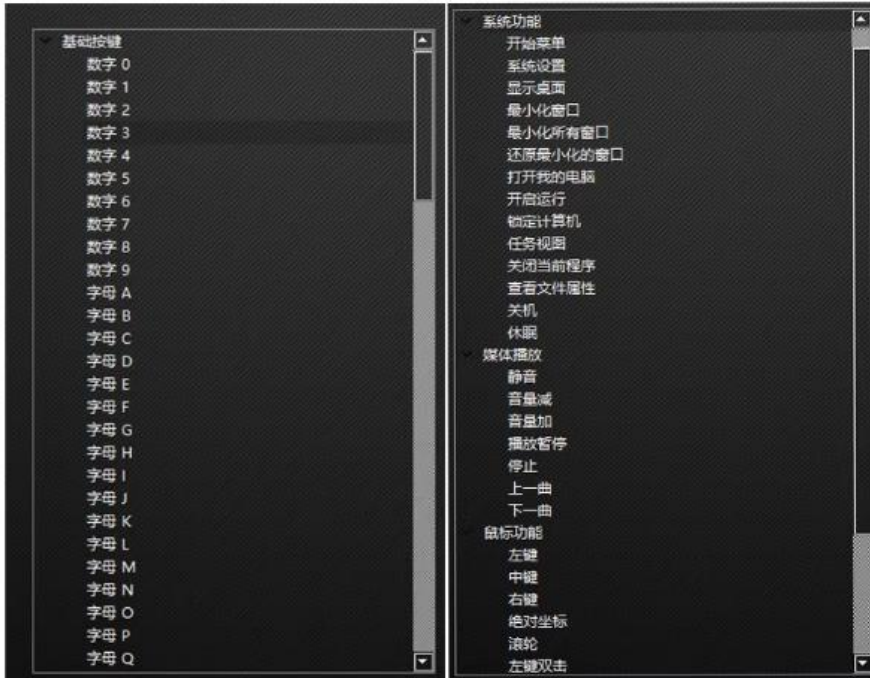 基础按键
数字 0
数字 1
数字 2
数字 3
数字 4
数字 5
数字 6
数字 7
数字 8
数字 9
字母 A
字母 B
字母 C
字母 D
字母 E
字母 F
字母 G
字母 H
字母 I
字母 J
字母 K
字母 L
字母 M
字母 N
字母 O
字母 P
字母 Q
系统功能
开始菜单
系统设置
显示桌面
最小化窗口
最小化所有窗口
还原最小化的窗口
打开我的电脑
开启运行
锁定计算机
任务视图
关闭当前程序
查看文件属性
关机
休眠
媒体播放
静音
音量减
音量加
播放暂停
停止
上一曲
下一曲
鼠标功能
左键
中键
右键
绝对坐标
滚轮
左键双击